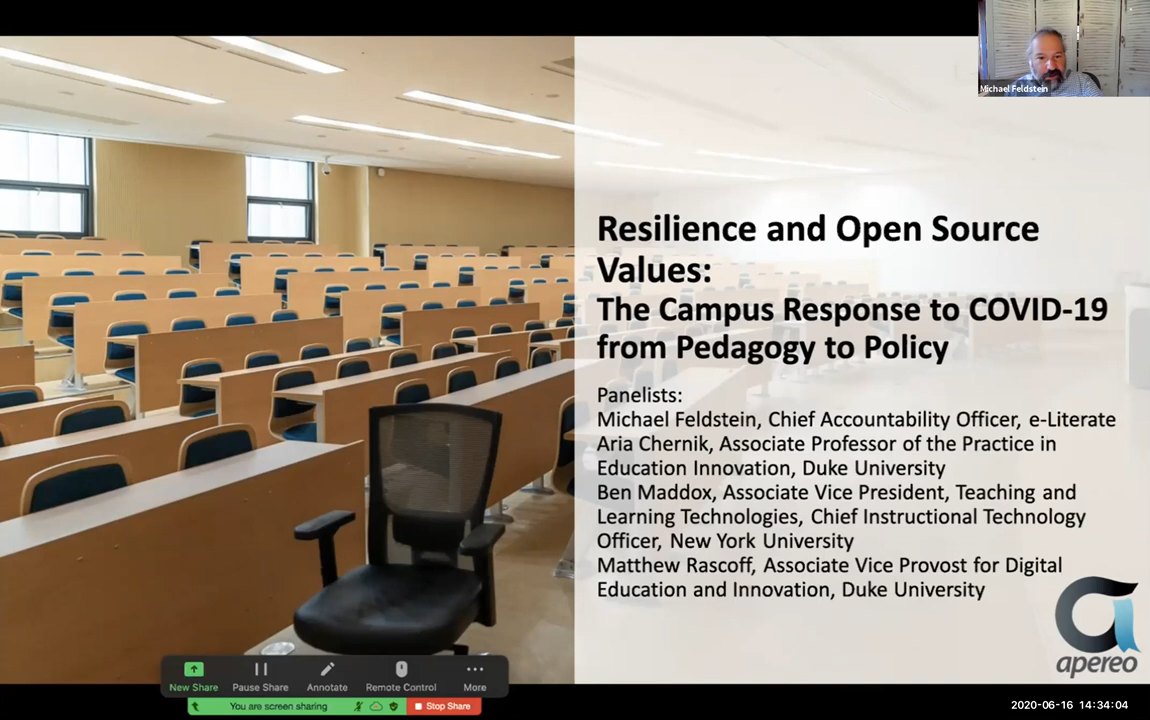 Michael Feldstein
Resilience and Open Source
Values:
The Campus Response to COVID-19
from Pedagogy to Policy
Panelists:
Michael Feldstein, Chief Accountability Officer, e-Literate
Aria Chernik, Associate Professor of the Practice in
Education Innovation, Duke University
Ben Maddox, Associate Vice President, Teaching and
Learning Technologies, Chief Instructional Technology
Officer, New York University
Matthew Rascoff, Associate Vice Provost for Digital
Education and Innovation, Duke University
apereo
New Share Pause Share Annotate Remote Control More
You are screen sharing Stop Share
2020-06-16 14:34:04